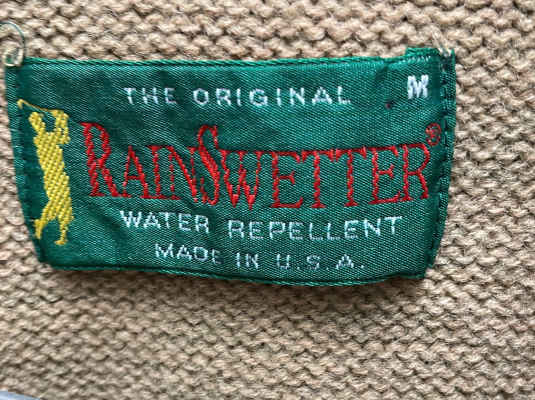 THE ORIGINAL M
RAINSWETTER®
WATER REPELLENT
MADE IN U.S.A.